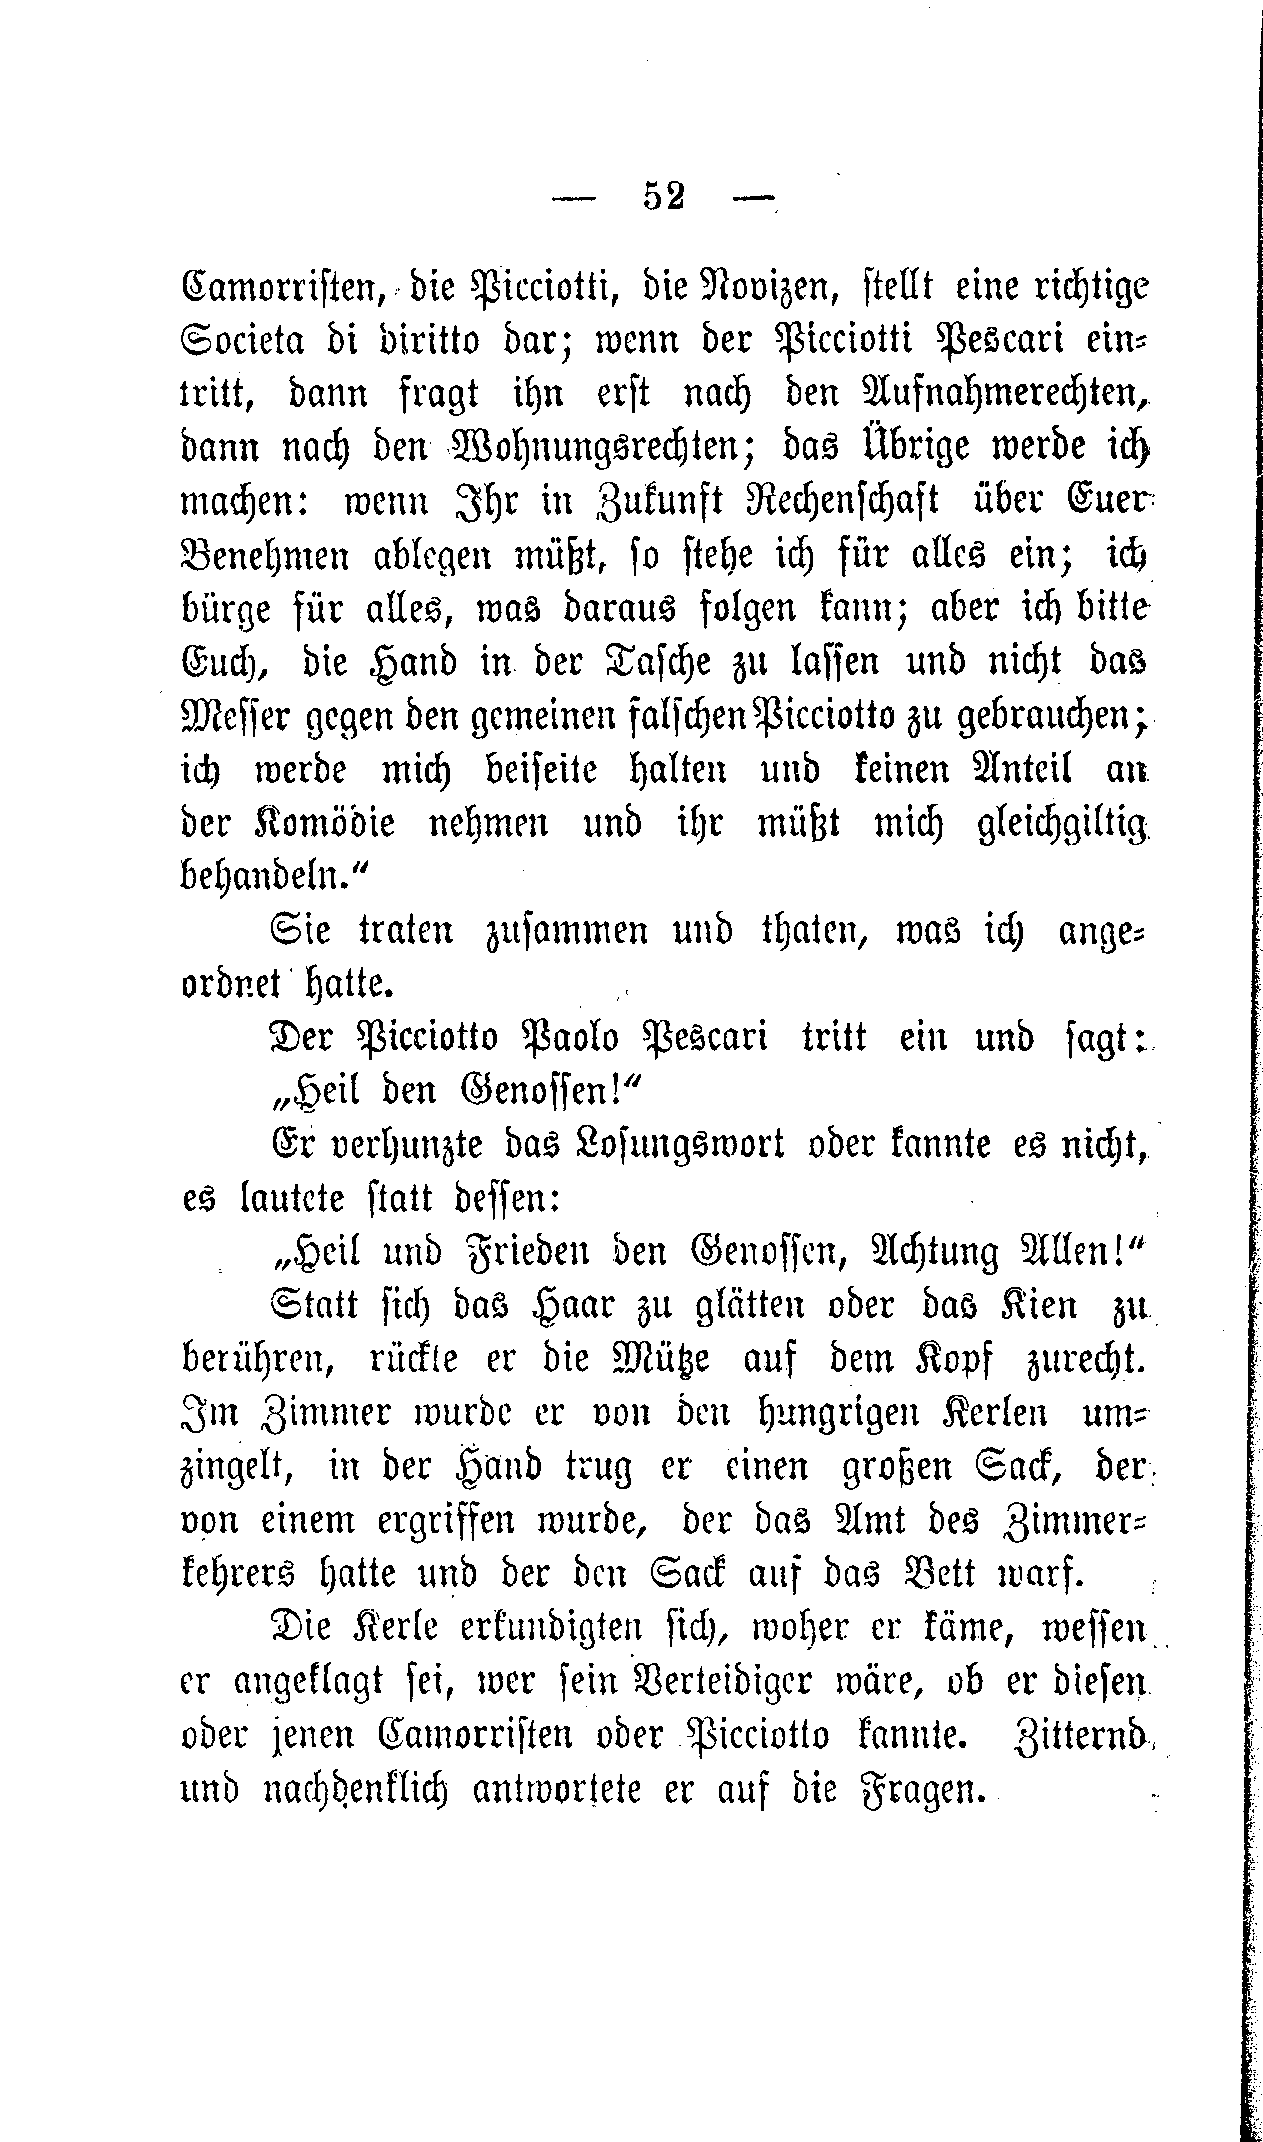 — 52 —
Camorristen, die Picciotti, die Novizen, stellt eine richtige
Societa di diritto dar; wenn der Picciotti Pescari ein-
tritt, dann fragt ihn erst nach den Aufnahmerechten,
dann nach den Wohnungsrechten; das Übrige werde ich
machen: wenn Ihr in Zukunft Rechenschaft über Euer
Benehmen ablegen müßt, so stehe ich für alles ein; ich
bürge für alles, was daraus folgen kann; aber ich bitte
Euch, die Hand in der Tasche zu lassen und nicht das
Messer gegen den gemeinen falschen Picciotto zu gebrauchen;
ich werde mich beiseite halten und keinen Anteil an
der Komödie nehmen und ihr müßt mich gleichgiltig
behandeln."
Sie traten zusammen und thaten, was ich ange-
ordnet hatte.
Der Picciotto Paolo Pescari tritt ein und sagt:
„Heil den Genossen!"
Er verhunzte das Losungswort oder kannte es nicht,
es lautete statt dessen:
„Heil und Frieden den Genossen, Achtung Allen!"
Statt sich das Haar zu glätten oder das Kien zu
berühren, rückte er die Mütze auf dem Kopf zurecht.
Im Zimmer wurde er von den hungrigen Kerlen um-
zingelt, in der Hand trug er einen großen Sack, der
von einem ergriffen wurde, der das Amt des Zimmer-
kehrers hatte und der den Sack auf das Bett warf.
Die Kerle erkundigten sich, woher er käme, wessen
er angeklagt sei, wer sein Verteidiger wäre, ob er diesen
oder jenen Camorristen oder Picciotto kannte. Zitternd
und nachdenklich antwortete er auf die Fragen.